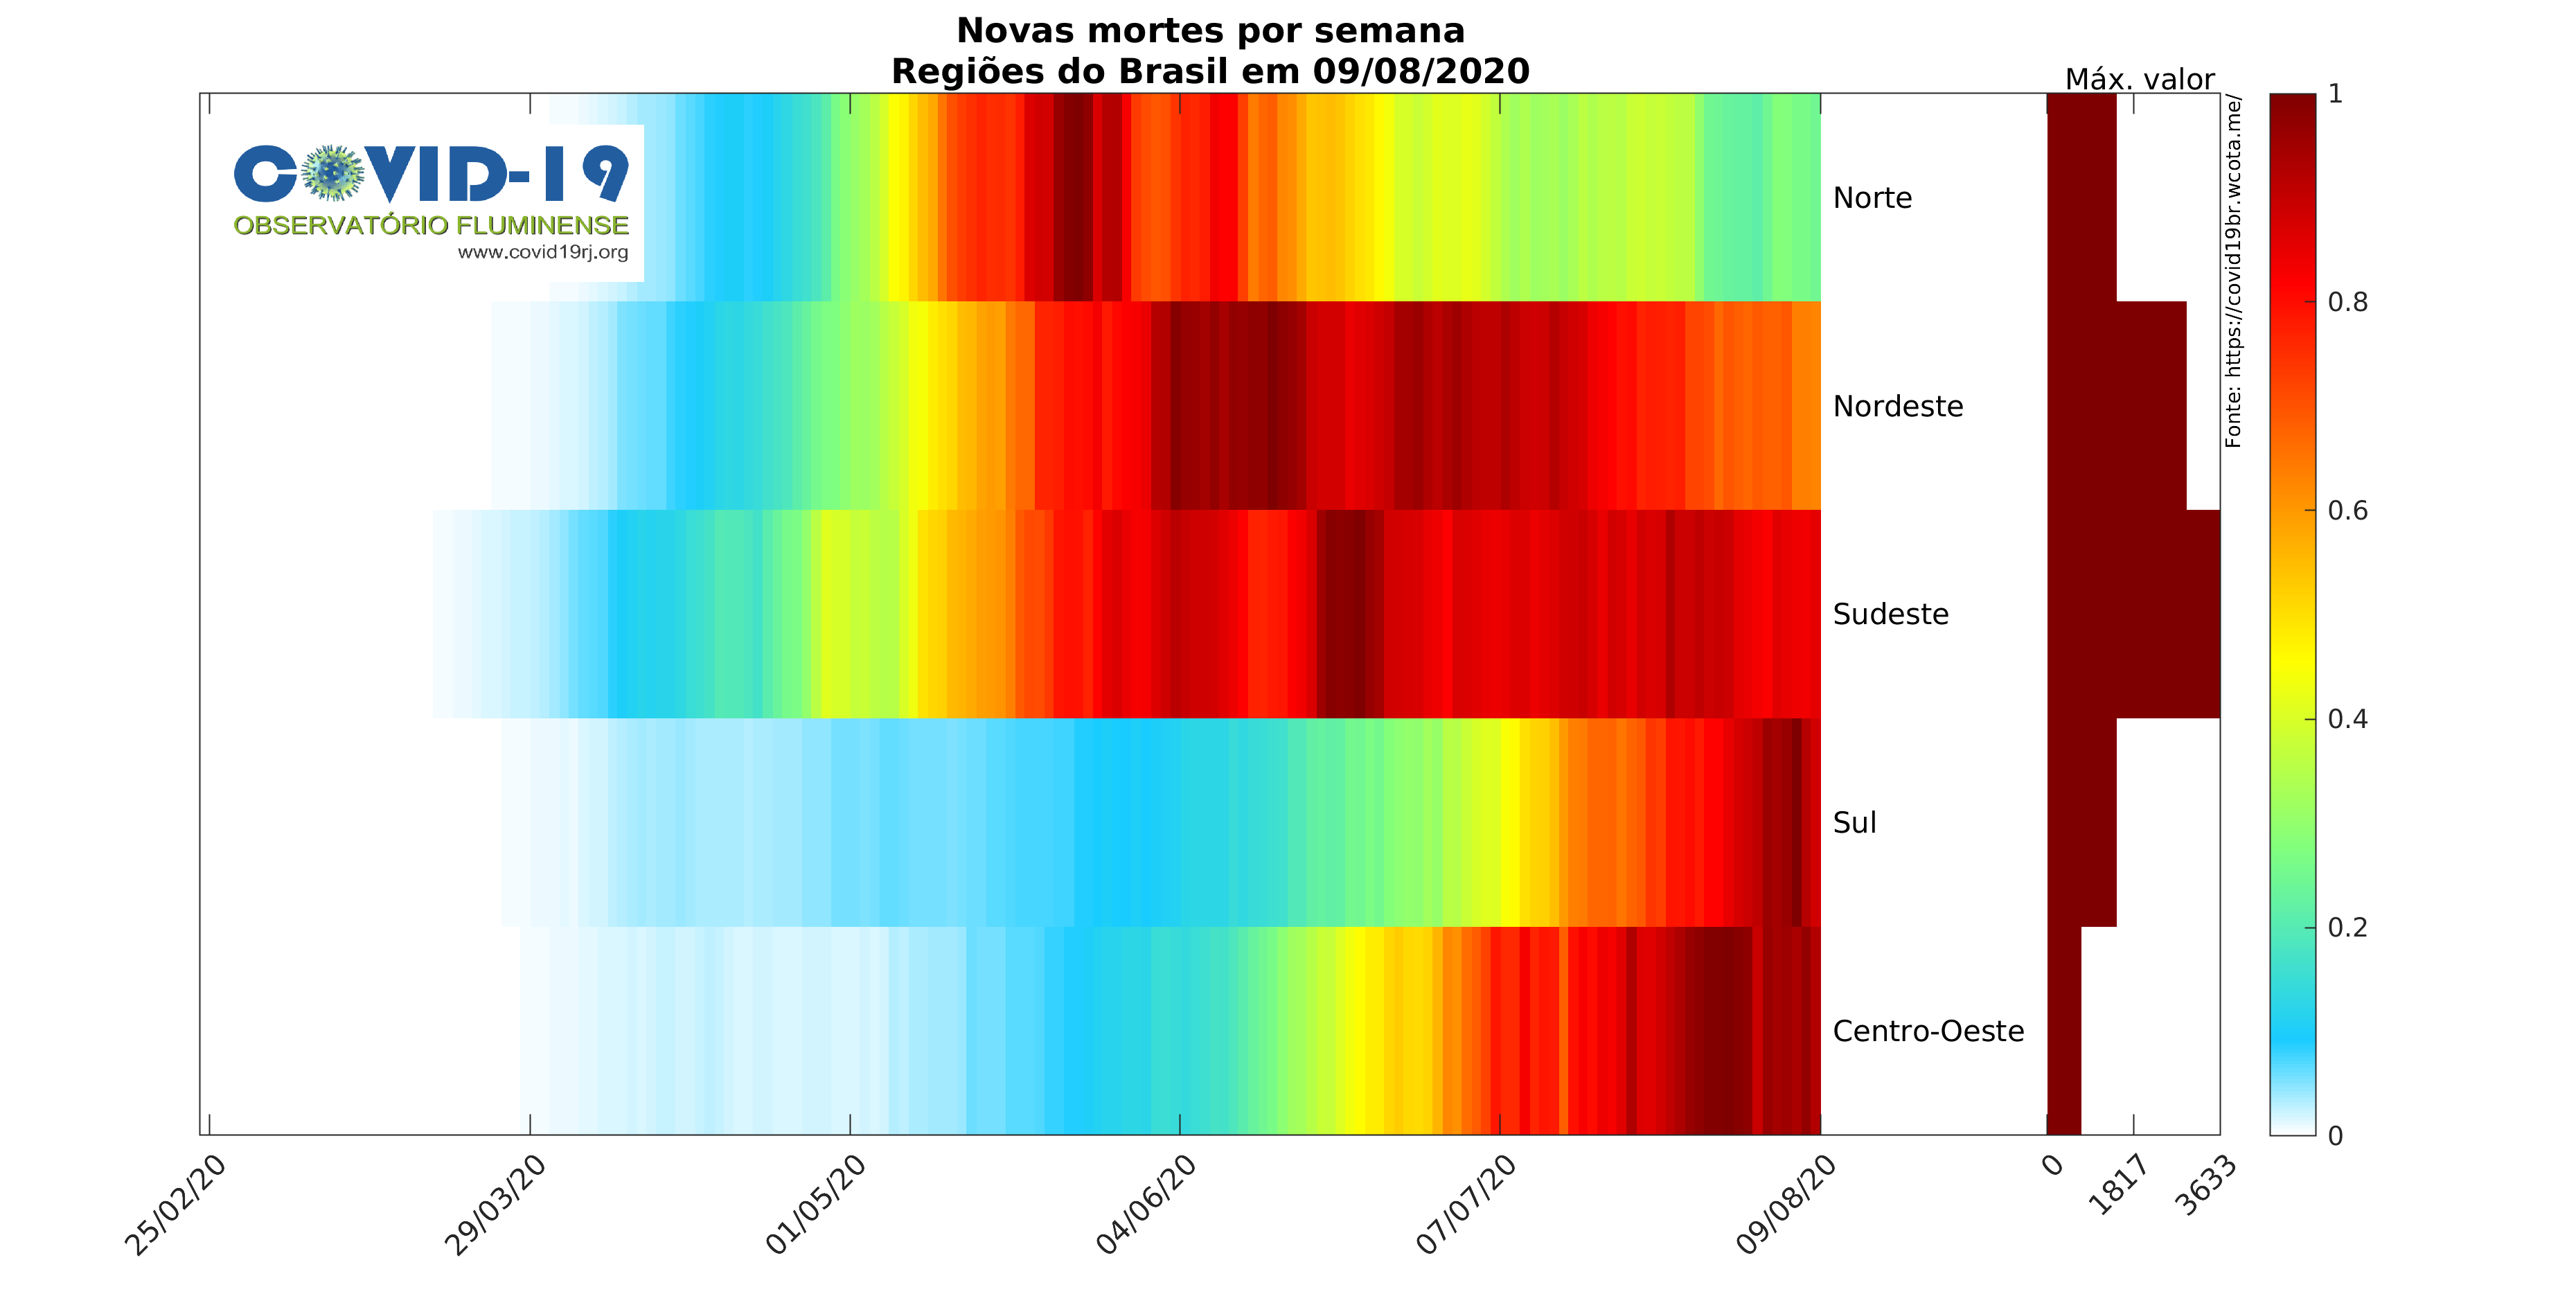 Novas mortes por semana
Regiões do Brasil em 09/08/2020
Máx. valor
COVID-19
OBSERVATÓRIO FLUMINENSE
www.covid19rj.org
Norte
Nordeste
Sudeste
Sul
Centro-Oeste
Fonte: https://covid19br.wcota.me/
1
0.8
0.6
0.4
0.2
0
25/02/20
29/03/20
01/05/20
04/06/20
07/07/20
09/08/20
0
1817
3633